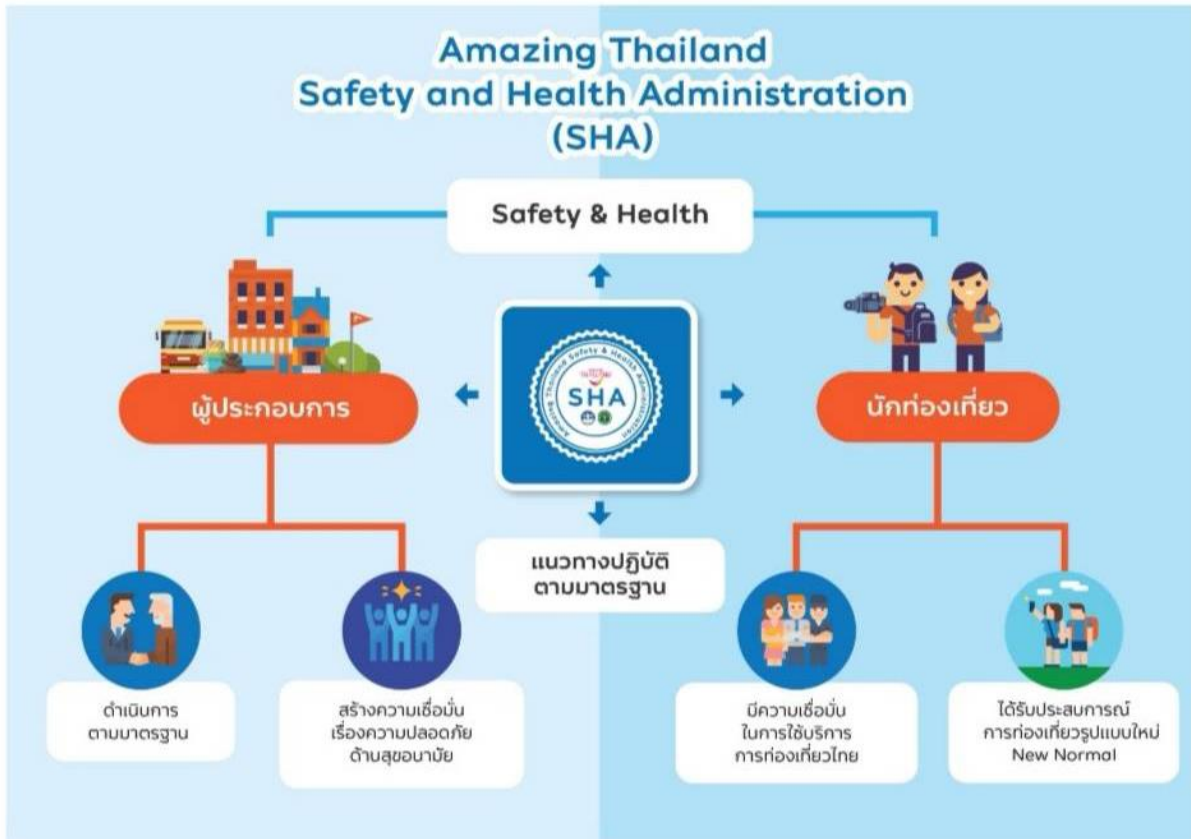 Amazing Thailand
Safety and Health Administration
(SHA)
Safety & Health
ผู้ประกอบการ
Amazing Thailand Safety & Health Administration
SHA
นักท่องเที่ยว
แนวทางปฏิบัติ
ตามมาตรฐาน
ดำเนินการ
ตามมาตรฐาน
สร้างความเชื่อมั่น
เรื่องความปลอดภัย
ด้านสุขอนามัย
มีความเชื่อมั่น
ในการใช้บริการ
การท่องเที่ยวไทย
ได้รับประสบการณ์
การท่องเที่ยวรูปแบบใหม่
New Normal